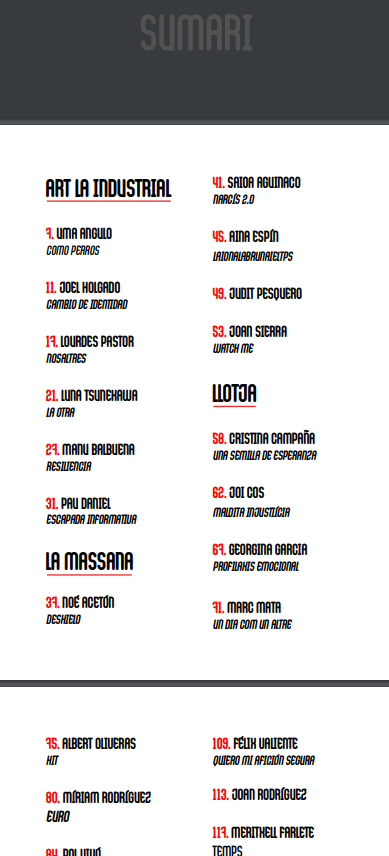 SUMARI
ART LA INDUSTRIAL
7. UMA ANGULO
COMO PERROS
11. JOEL HOLGADO
CAMBIO DE IDENTIDAD
17. LOURDES PASTOR
NOSALTRES
21. LUNA TSUNEKAWA
LA OTRA
27. MANU BALBUENA
RESILIENCIA
31. PAU DANIEL
ESCAPADA INFORMATIVA
LA MASSANA
37. NOÉ ACETÓN
DESHIELO
41. SAIOA AGUINACO
NARCÍS 2.0
45. AINA ESPÍN
LAIONALABRUNAIELTPS
49. JUDIT PESQUERO
53. JOAN SIERRA
WATCH ME
LLOTJA
58. CRISTINA CAMPAÑA
UNA SEMILLA DE ESPERANZA
62. JOI COS
MALDITA INJUSTÍCIA
67. GEORGINA GARCIA
PROFILAXIS EMOCIONAL
71. MARC MATA
UN DIA COM UN ALTRE
75. ALBERT OLIVERAS
HIT
80. MÍRIAM RODRÍGUEZ
EURO
109. FÉLIX VALIENTE
QUIERO MI AFICIÓN SEGURA
113. JOAN RODRÍGUEZ
117. MERITXELL FARLETE
TEMPS